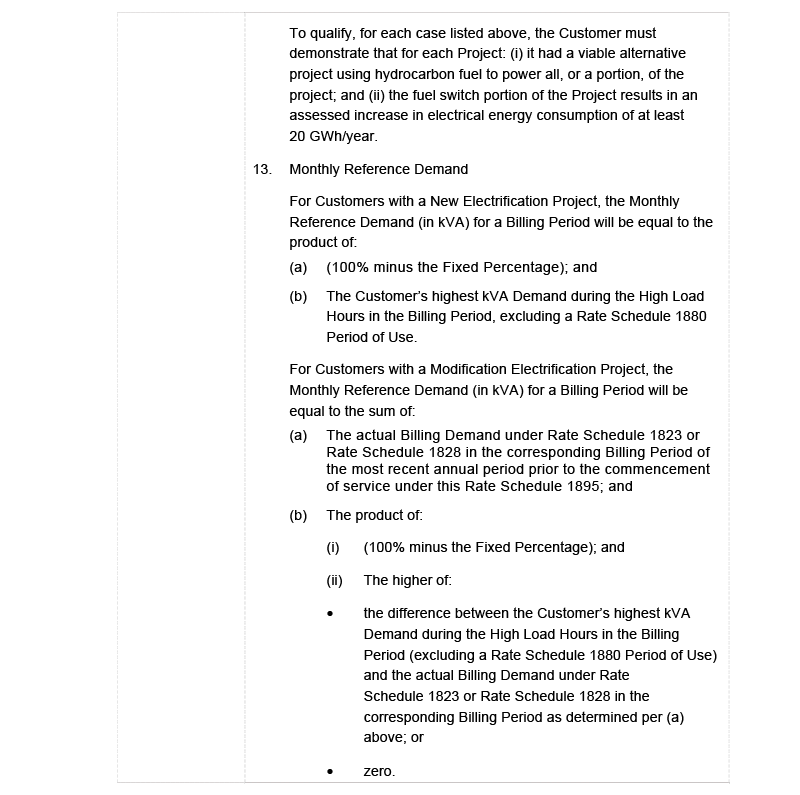 To qualify, for each case listed above, the Customer must
demonstrate that for each Project: (i) it had a viable alternative
project using hydrocarbon fuel to power all, or a portion, of the
project; and (ii) the fuel switch portion of the Project results in an
assessed increase in electrical energy consumption of at least
20 GWh/year.
13. Monthly Reference Demand
For Customers with a New Electrification Project, the Monthly
Reference Demand (in kVA) for a Billing Period will be equal to the
product of:
(a) (100% minus the Fixed Percentage); and
(b) The Customer's highest kVA Demand during the High Load
Hours in the Billing Period, excluding a Rate Schedule 1880
Period of Use.
For Customers with a Modification Electrification Project, the
Monthly Reference Demand (in kVA) for a Billing Period will be
equal to the sum of:
(a) The actual Billing Demand under Rate Schedule 1823 or
Rate Schedule 1828 in the corresponding Billing Period of
the most recent annual period prior to the commencement
of service under this Rate Schedule 1895; and
(b) The product of:
(i) (100% minus the Fixed Percentage); and
(ii) The higher of:
• the difference between the Customer's highest kVA
Demand during the High Load Hours in the Billing
Period (excluding a Rate Schedule 1880 Period of Use)
and the actual Billing Demand under Rate
Schedule 1823 or Rate Schedule 1828 in the
corresponding Billing Period as determined per (a)
above; or
• zero.